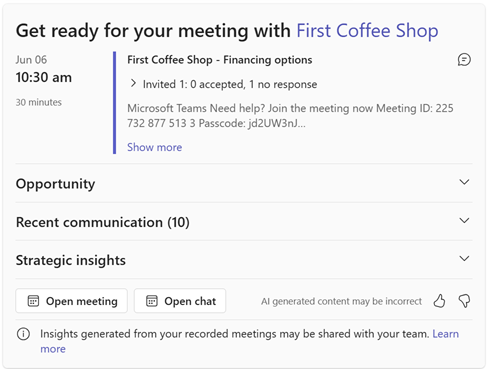 Get ready for your meeting with First Coffee Shop
Jun 06
10:30 am
30 minutes
First Coffee Shop - Financing options
Invited 1: 0 accepted, 1 no response
Microsoft Teams Need help? Join the meeting now Meeting ID: 225
732 877 513 3 Passcode: jd2UW3nJ...
Show more
Opportunity
Recent communication (10)
Strategic insights
Open meeting
Open chat
AI generated content may be incorrect
Insights generated from your recorded meetings may be shared with your team. Learn
more